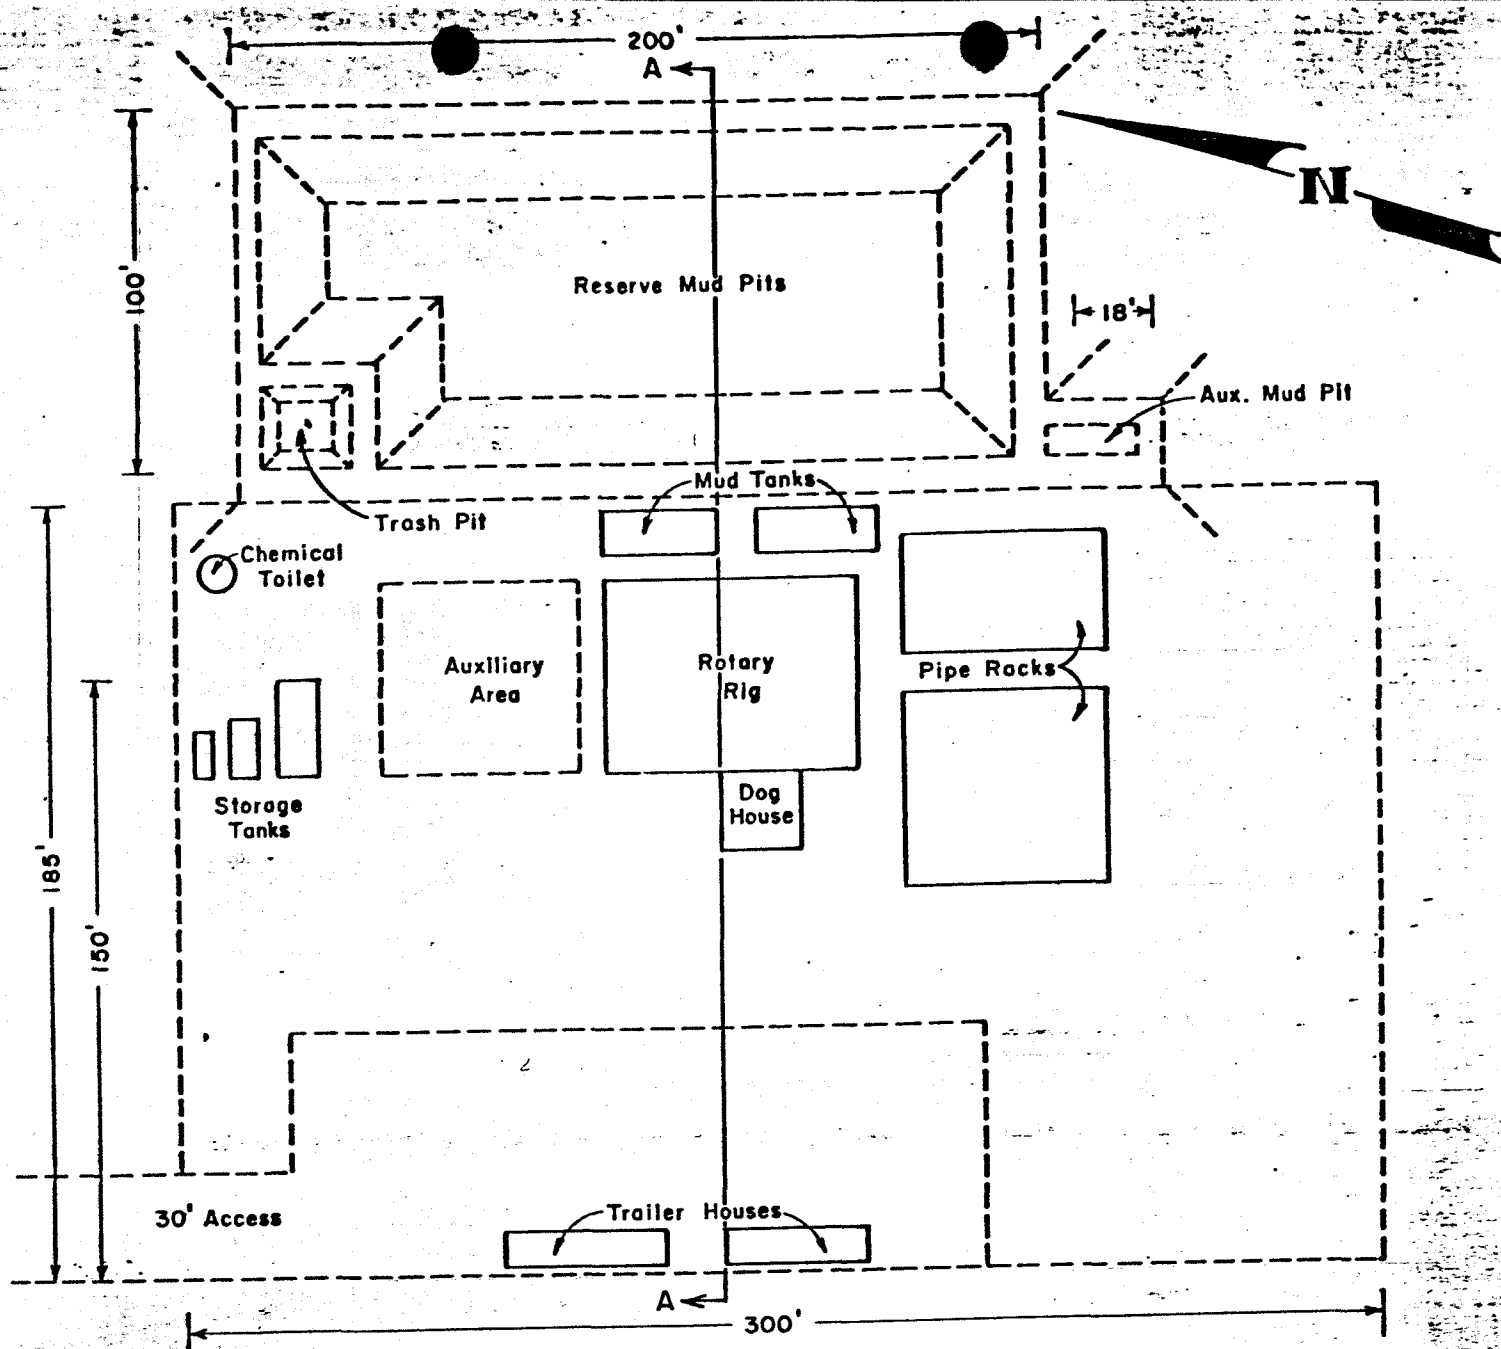 200'
A
N
100'
Reserve Mud Pits
18'
Aux. Mud Pit
Mud Tanks
Trash Pit
Chemical
Toilet
Auxiliary
Area
Rotary
Rig
Pipe Racks
Dog
House
Storage
Tanks
185'
150'
30' Access
Trailer Houses
A
300'